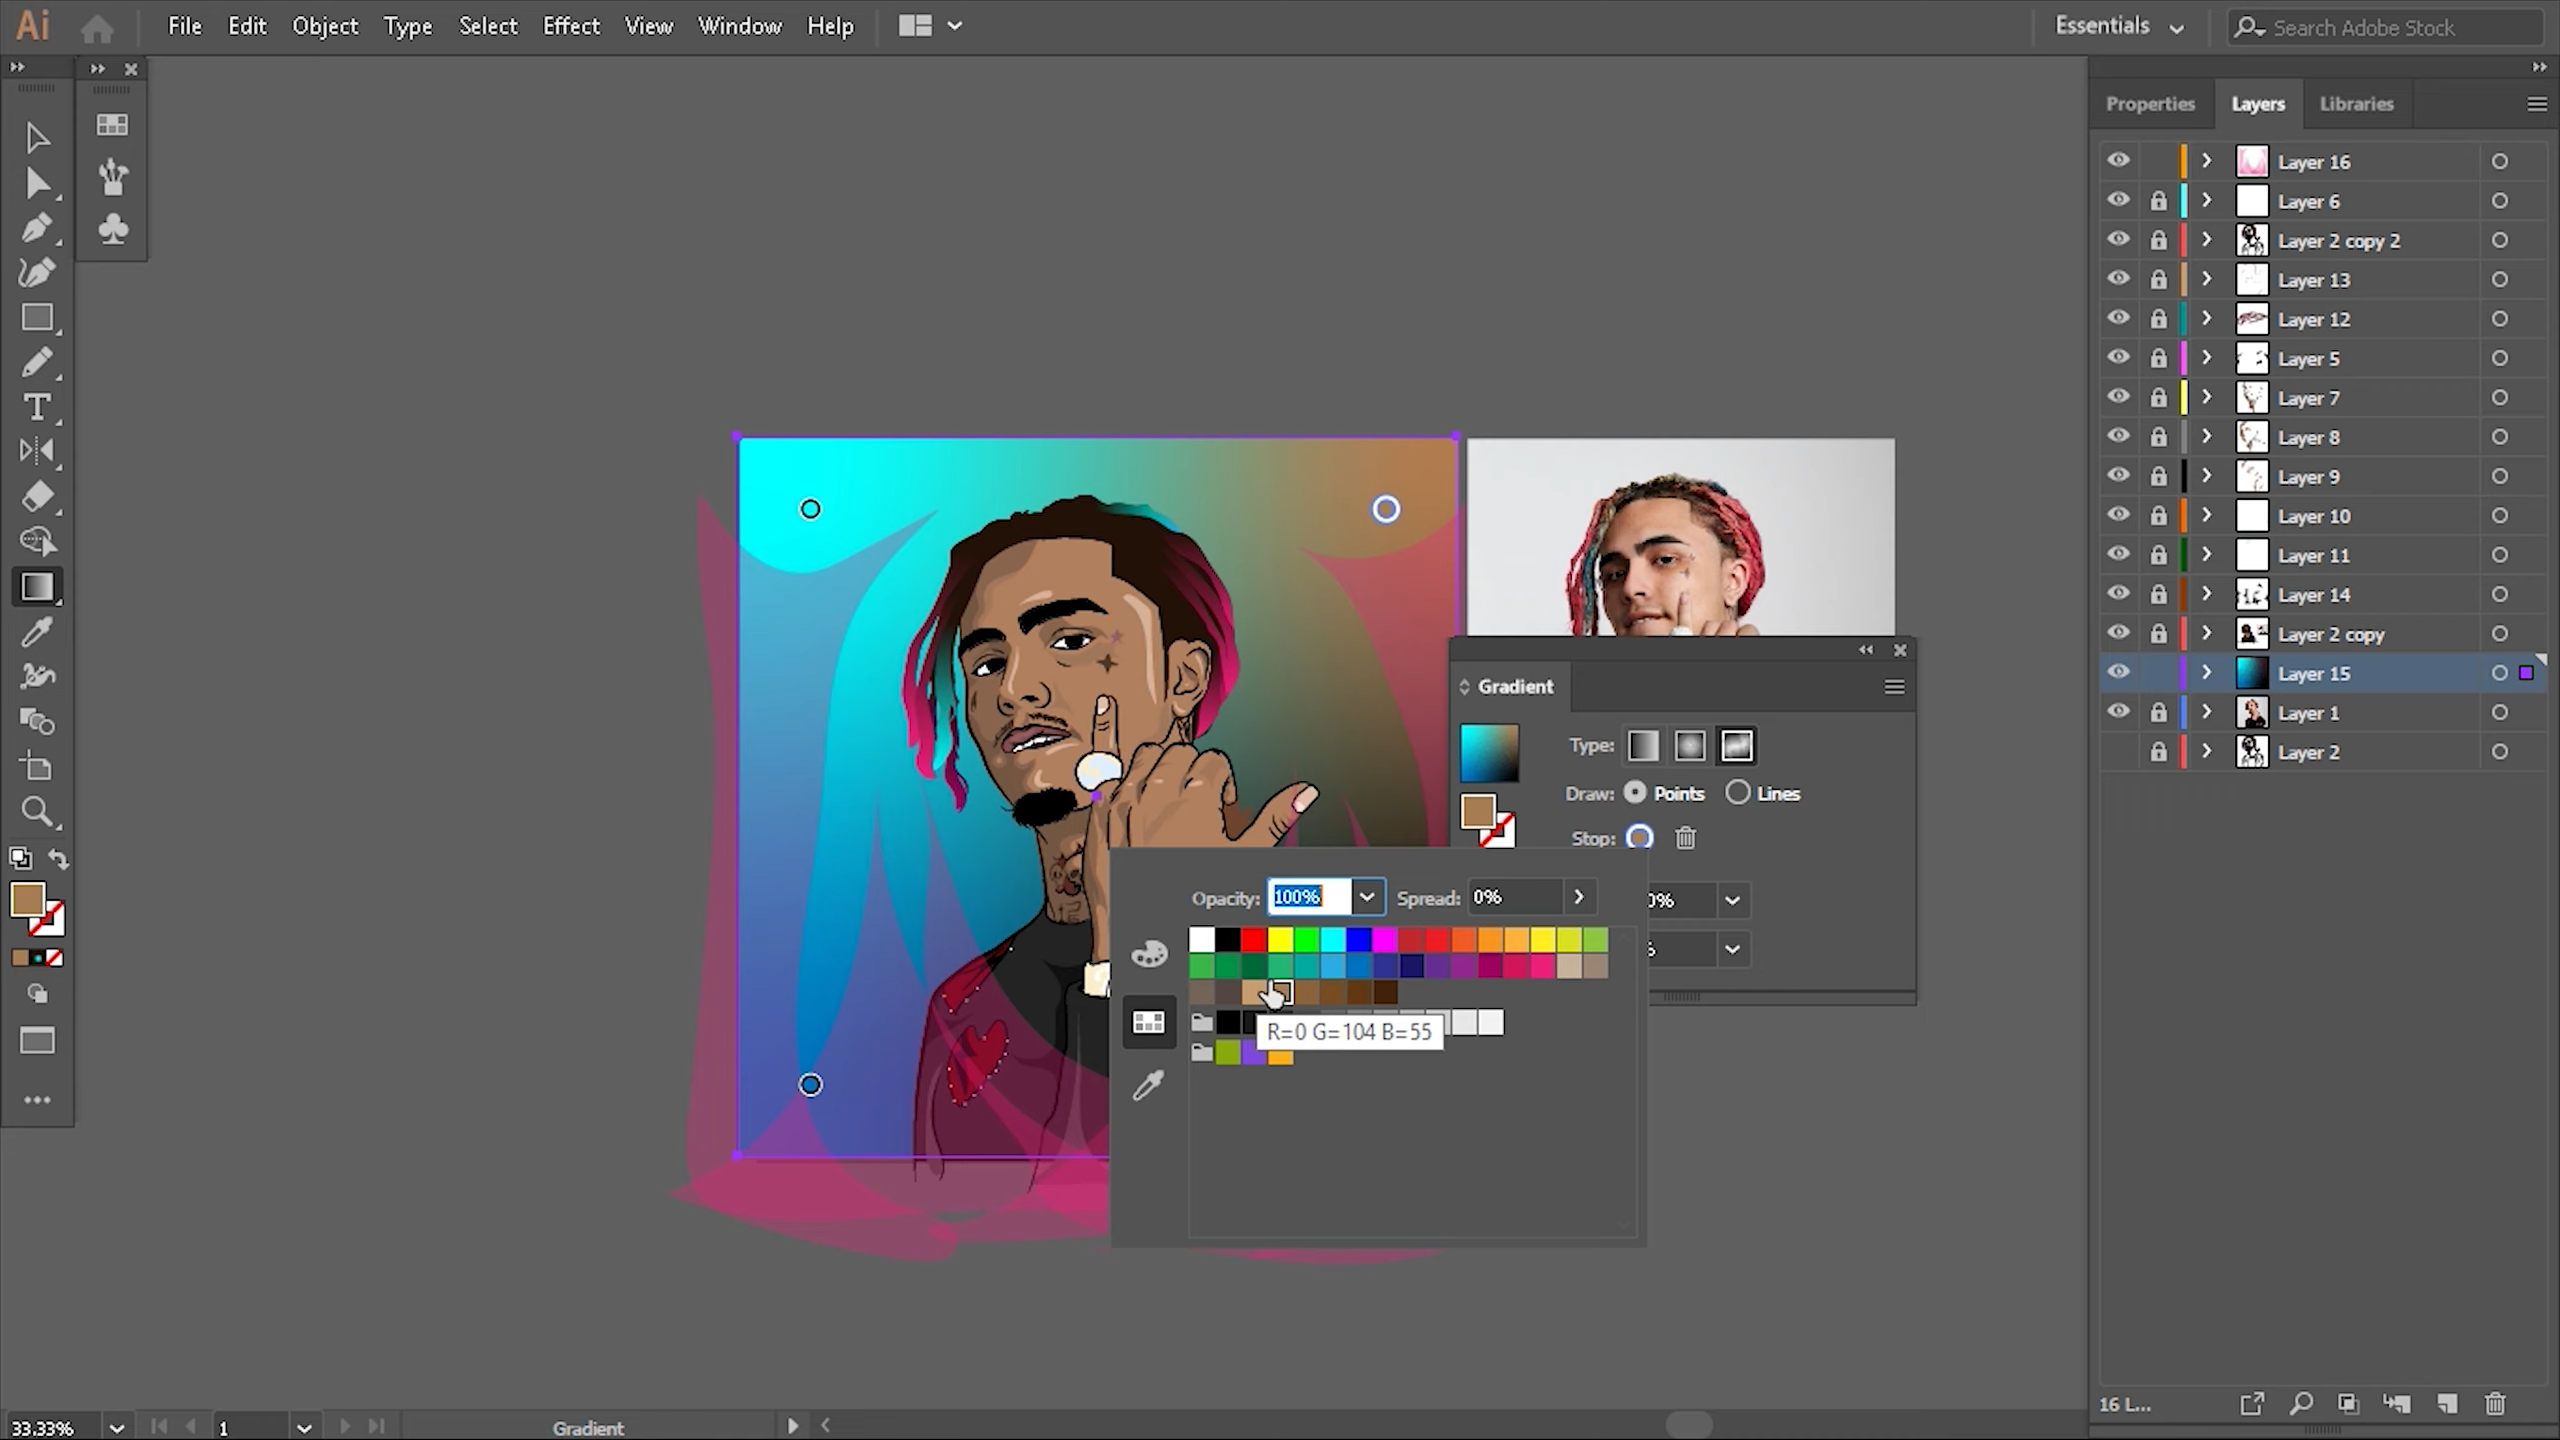 Ai File Edit Object Type Select Effect View Window Help Essentials Search Adobe Stock
Properties Layers Libraries
Layer 16
Layer 6
Layer 2 copy 2
Layer 13
Layer 12
Layer 5
Layer 7
Layer 8
Layer 9
Layer 10
Layer 11
Layer 14
Layer 2 copy
Layer 15
Layer 1
Layer 2
Gradient
Type:
Draw: Points Lines
Stop:
Opacity: 100% Spread: 0%
0%
R=0 G=104 B=55
16 L...
33.33% 1 Gradient